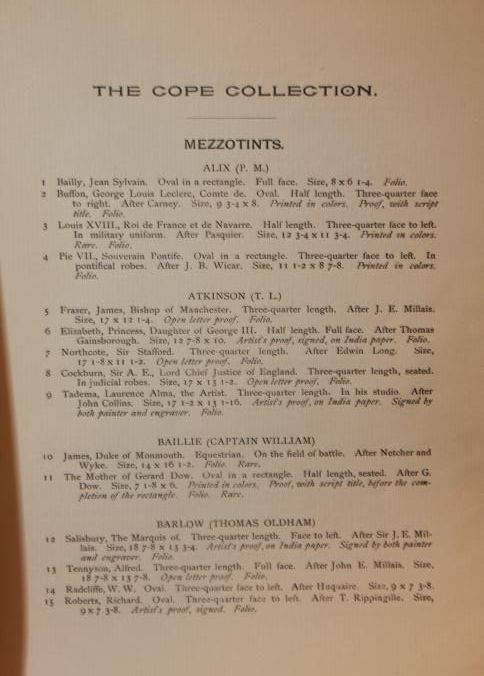 THE COPE COLLECTION.
MEZZOTINTS.
ALIX (P. M.)
1 Bailly, Jean Sylvain. Oval in a rectangle. Full face. Size, 8 x 6 1-4. Folio.
2 Buffon, George Louis Leclerc, Comte de. Oval. Half length. Three-quarter face
to right. After Carney. Size, 9 3-4 x 8. Printed in colors. Proof, with script
title. Folio.
3 Louis XVIII., Roi de France et de Navarre. Half length. Three-quarter face to left.
In military uniform. After Pasquier. Size, 12 3-4 x 11 3-4. Printed in colors.
Rare. Folio.
4 Pie VII., Souverain Pontife. Oval in a rectangle. Three-quarter face to left. In
pontifical robes. After J. B. Wicar. Size, 11 1-2 x 8 7-8. Printed in colors.
Folio.
ATKINSON (T. L.)
5 Fraser, James, Bishop of Manchester. Three-quarter length. After J. E. Millais.
Size, 17 x 12 1-4. Open letter proof. Folio.
6 Elizabeth, Princess, Daughter of George III. Half length. Full face. After Thomas
Gainsborough. Size, 12 7-8 x 10. Artist's proof, signed, on India paper. Folio.
7 Northcote, Sir Stafford. Three-quarter length. After Edwin Long. Size,
17 1-8 x 11 1-2. Open letter proof. Folio.
8 Cockburn, Sir A. E., Lord Chief Justice of England. Three-quarter length, seated.
In judicial robes. Size, 17 x 13 1-2. Open letter proof. Folio.
9 Tadema, Laurence Alma, the Artist. Three-quarter length. In his studio. After
John Collins. Size, 17 1-2 x 13 1-16. Artist's proof, on India paper. Signed by
both painter and engraver. Folio.
BAILLIE (CAPTAIN WILLIAM)
10 James, Duke of Monmouth. Equestrian. On the field of battle. After Netcher and
Wyke. Size, 14 x 16 1-2. Folio. Rare.
11 The Mother of Gerard Dow. Oval in a rectangle. Half length, seated. After G.
Dow. Size, 7 1-8 x 6. Printed in colors. Proof, with script title, before the com-
pletion of the rectangle. Folio. Rare.
BARLOW (THOMAS OLDHAM)
12 Salisbury, The Marquis of. Three-quarter length. Face to left. After Sir J. E. Mil-
lais. Size, 18 7-8 x 13 3-4. Artist's proof, on India paper. Signed by both painter
and engraver. Folio.
13 Tennyson, Alfred. Three-quarter length. Full face. After John E. Millais. Size,
18 7-8 x 13 7-8. Open letter proof. Folio.
14 Radcliffe, W. W. Oval. Three-quarter face to left. After Huquaire. Size, 9 x 7 3-8.
15 Roberts, Richard. Oval. Three-quarter face to left. After T. Rippingille. Size,
9 x 7 3-8. Artist's proof, signed. Folio.